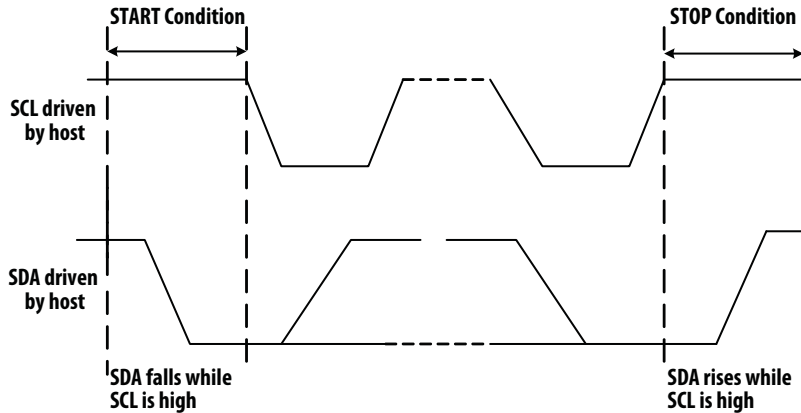 START Condition
STOP Condition
SCL driven
by host
SDA driven
by host
SDA falls while
SCL is high
SDA rises while
SCL is high